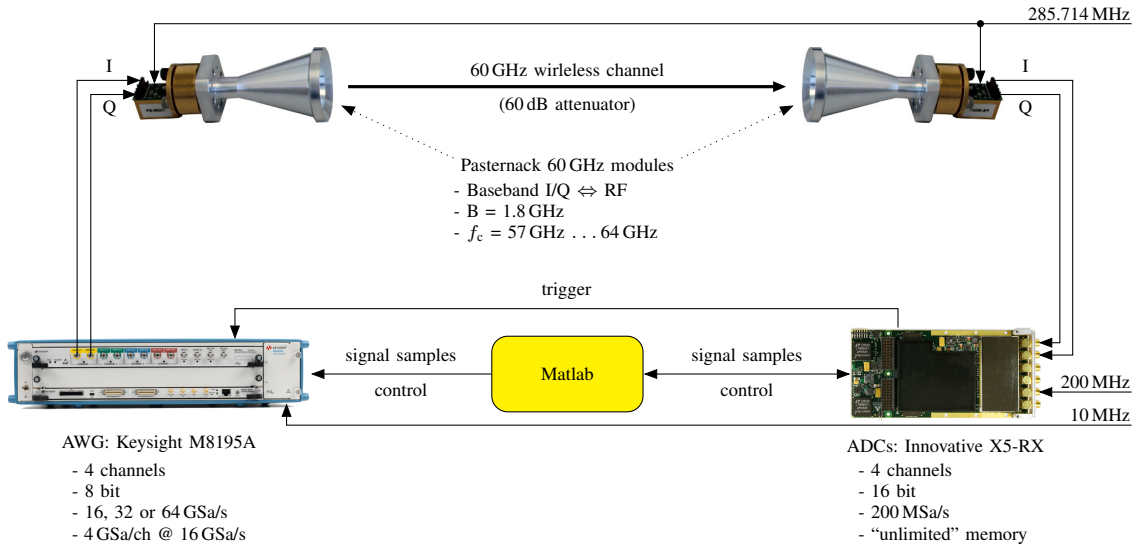 285.714 MHz
I
Q
60 GHz wirleless channel
(60 dB attenuator)
I
Q
Pasternack 60 GHz modules
- Baseband I/Q ⇔ RF
- B = 1.8 GHz
- fc = 57 GHz . . . 64 GHz
trigger
signal samples
control
Matlab
signal samples
control
200 MHz
10 MHz
AWG: Keysight M8195A
- 4 channels
- 8 bit
- 16, 32 or 64 GSa/s
- 4 GSa/ch @ 16 GSa/s
ADCs: Innovative X5-RX
- 4 channels
- 16 bit
- 200 MSa/s
- “unlimited” memory